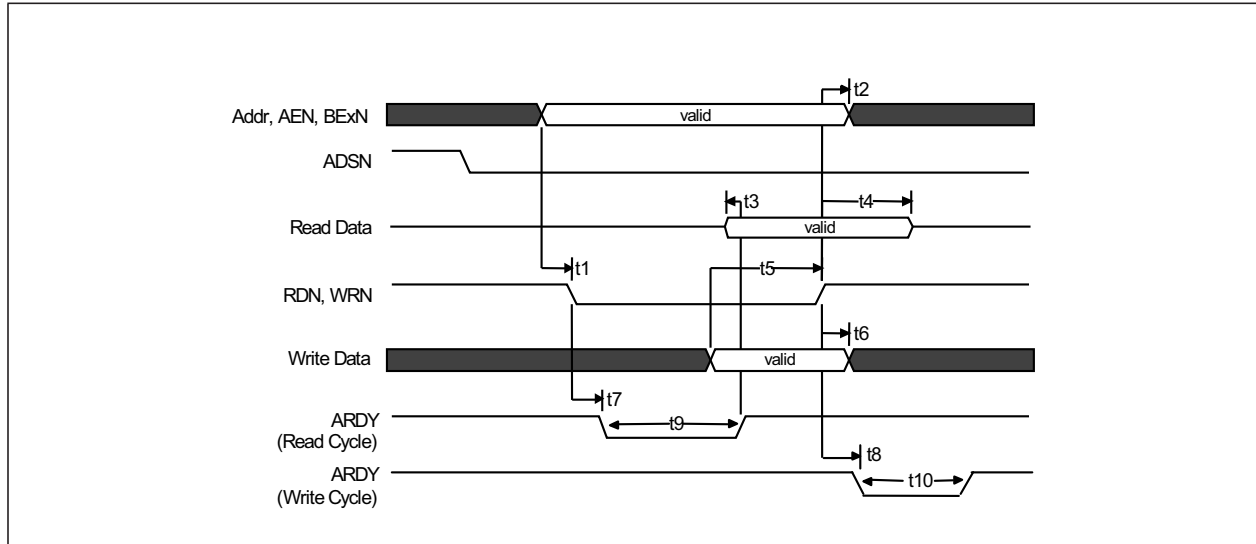 t2
Addr, AEN, BExN
valid
ADSN
t3
t4
Read Data
valid
t1
t5
RDN, WRN
t6
Write Data
valid
t7
ARDY
(Read Cycle)
t9
t8
ARDY
(Write Cycle)
t10